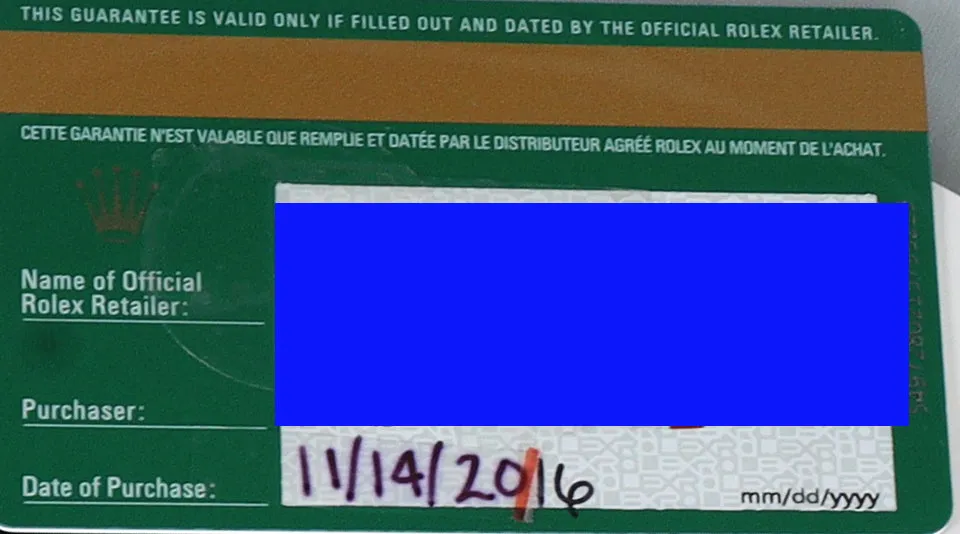 THIS GUARANTEE IS VALID ONLY IF FILLED OUT AND DATED BY THE OFFICIAL ROLEX RETAILER.
CETTE GARANTIE N'EST VALABLE QUE REMPLIE ET DATÉE PAR LE DISTRIBUTEUR AGRÉÉ ROLEX AU MOMENT DE L'ACHAT.
Name of Official
Rolex Retailer:
Purchaser:
Date of Purchase:
11/14/20/16
mm/dd/yyyy